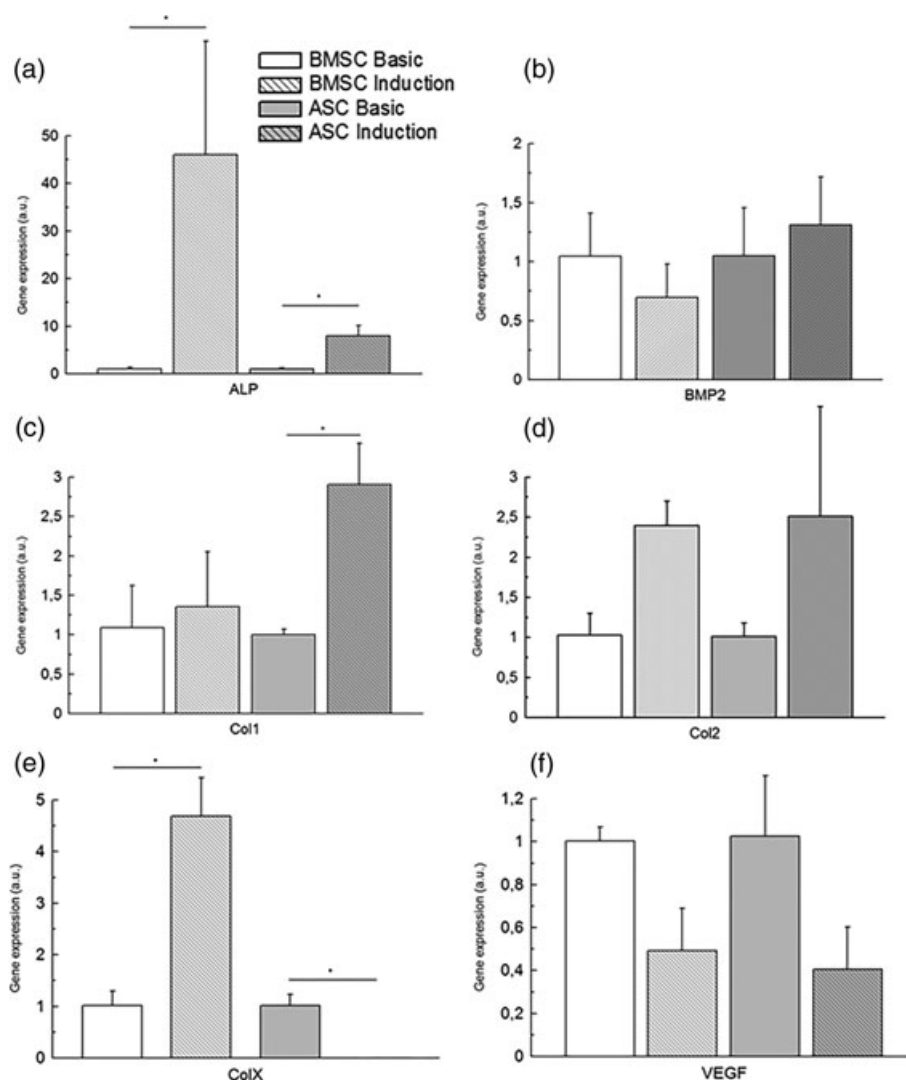 (a)
*
BMSC Basic
BMSC Induction
ASC Basic
ASC Induction
50
40
30
20
10
0
*
Gene expression (a.u.)
ALP
(b)
2
1,5
1
0,5
0
Gene expression (a.u.)
BMP2
(c)
*
3
2,5
2
1,5
1
0,5
0
Gene expression (a.u.)
Col1
(d)
3
2,5
2
1,5
1
0,5
0
Gene expression (a.u.)
Col2
(e)
*
5
4
3
2
1
0
*
Gene expression (a.u.)
ColX
(f)
1,2
1
0,8
0,6
0,4
0,2
0
Gene expression (a.u.)
VEGF